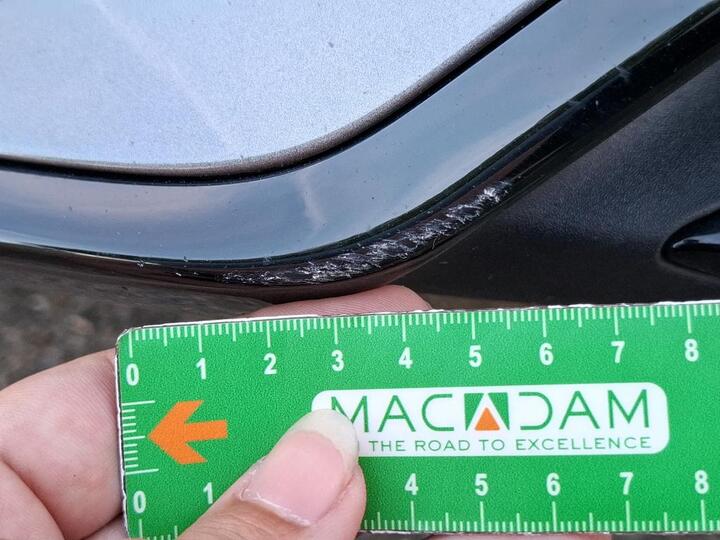 0 1 2 3 4 5 6 7 8
MACADAM
THE ROAD TO EXCELLENCE
0 1 4 5 6 7 8